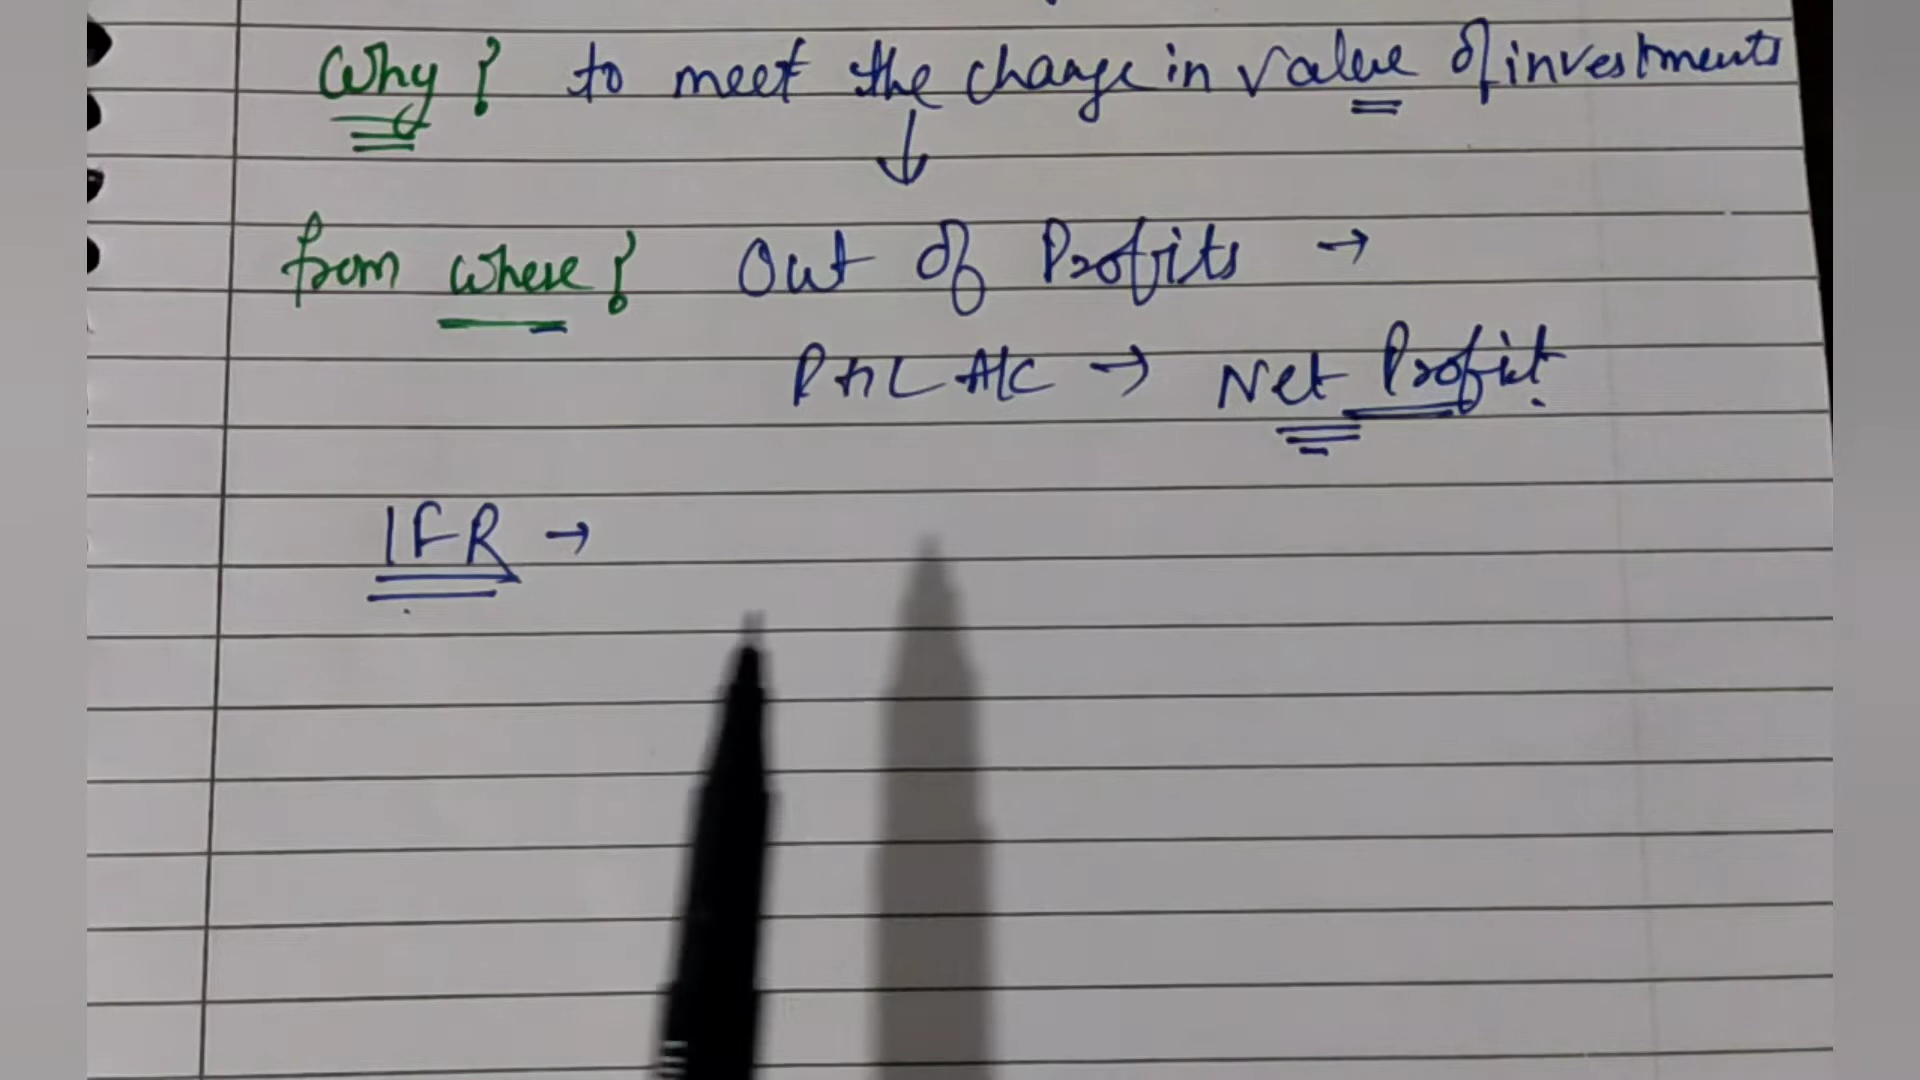 Why? to meet the change in value of investments
↓
from where? Out of Profits →
P & L A/C → Net Profit.
IFR →